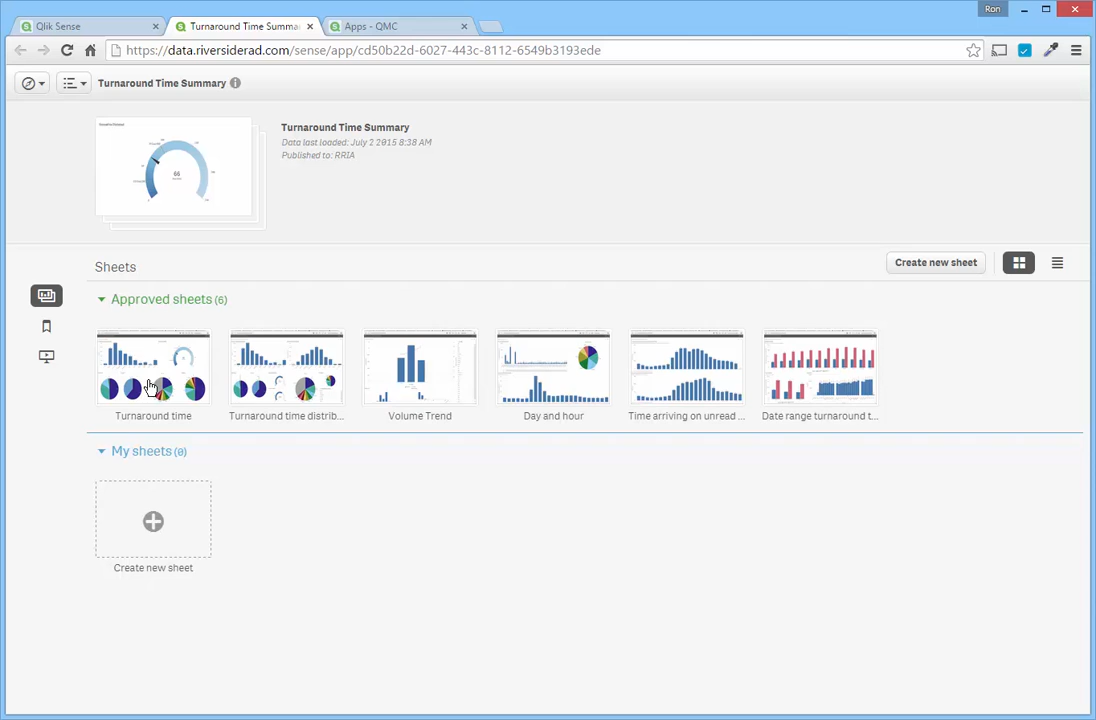 Ron
Qlik Sense
Turnaround Time Summa
Apps - QMC
https://data.riversiderad.com/sense/app/cd50b22d-6027-443c-8112-6549b3193ede
Turnaround Time Summary
Turnaround Time Summary
Data last loaded: July 2 2015 8:38 AM
Published to: RRIA
66
Sheets
Create new sheet
Approved sheets (6)
Turnaround time
Turnaround time distrib...
Volume Trend
Day and hour
Time arriving on unread ...
Date range turnaround t...
My sheets (0)
Create new sheet